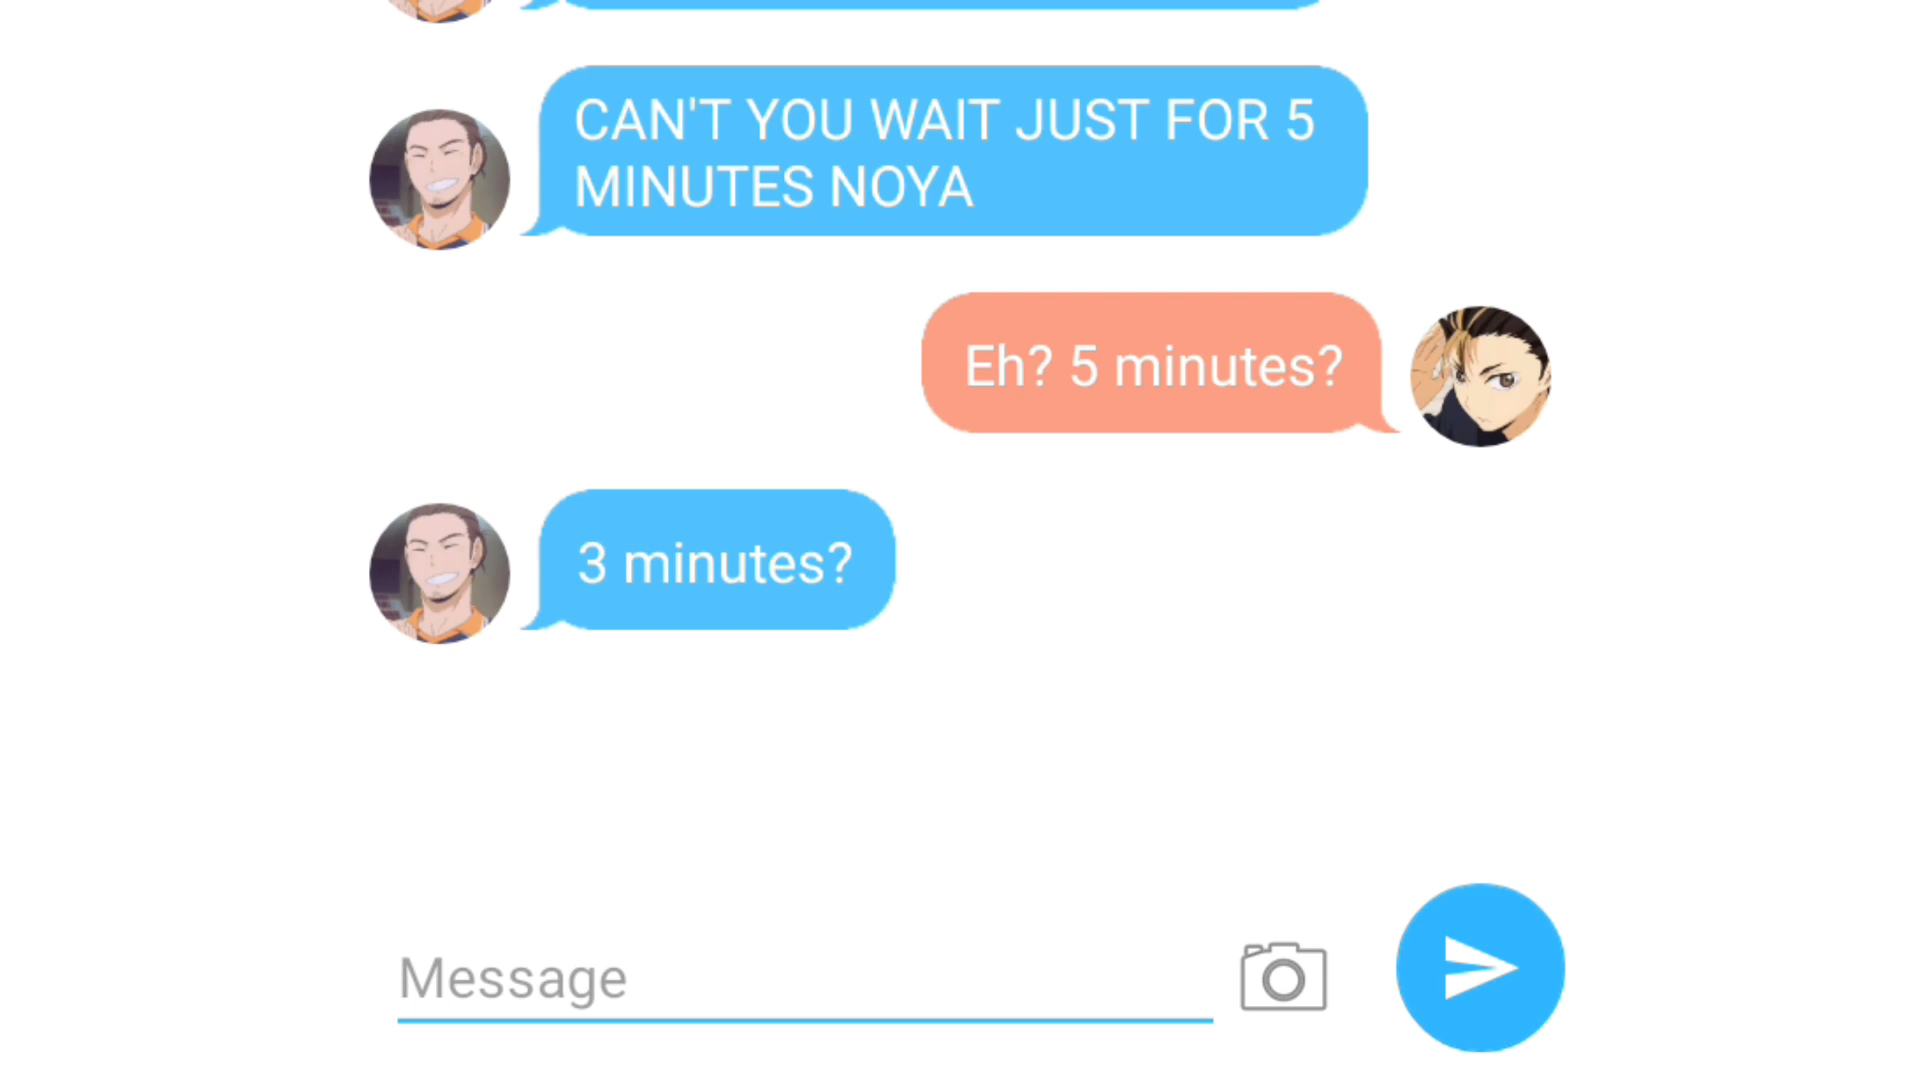 CAN'T YOU WAIT JUST FOR 5
MINUTES NOYA
Eh? 5 minutes?
3 minutes?
Message